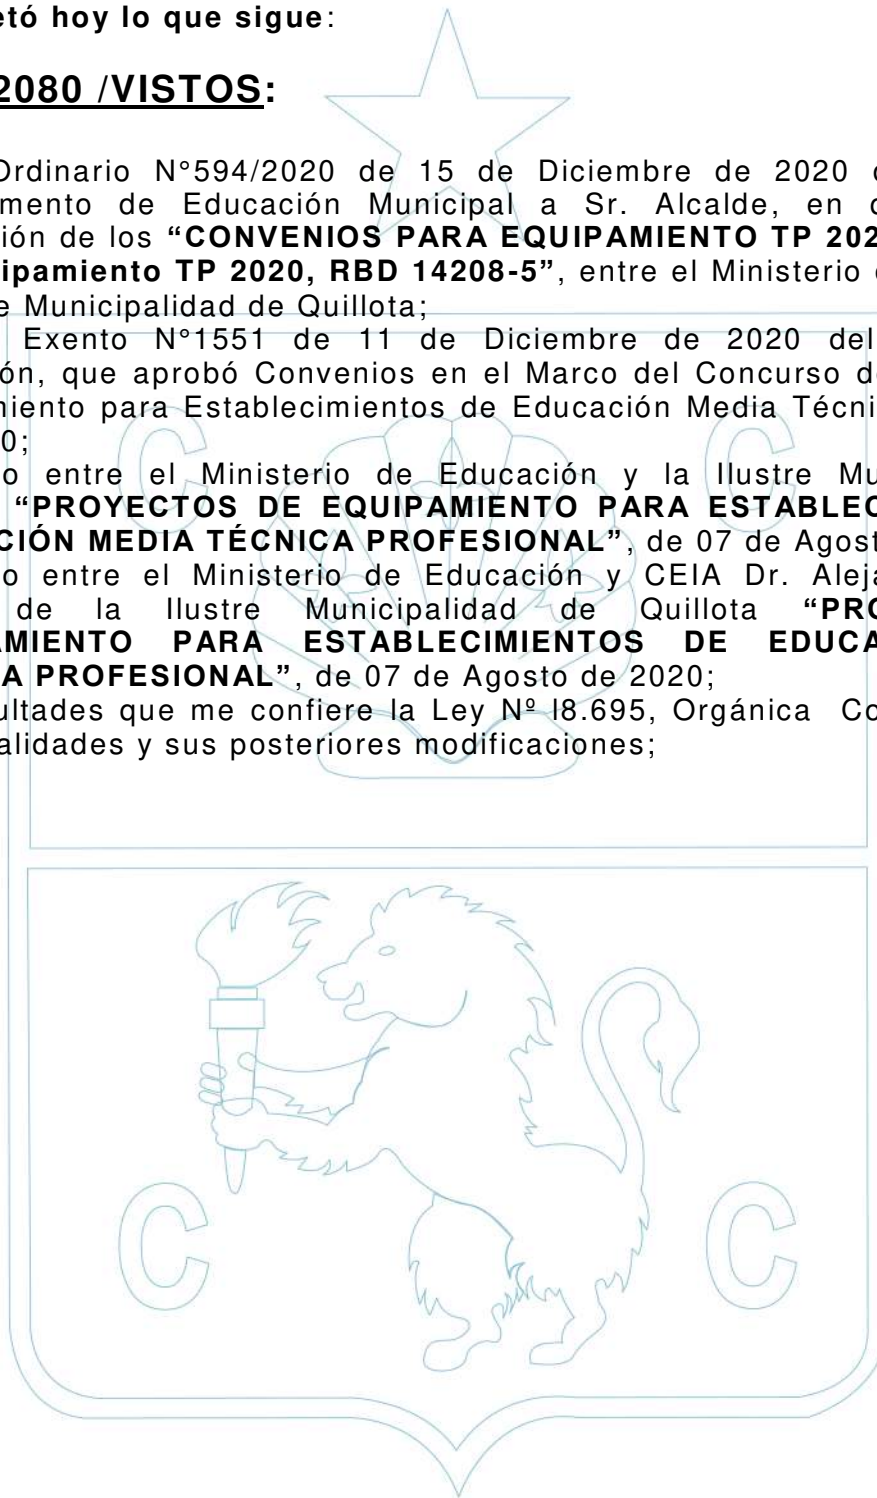 etó hoy lo que sigue:
2080 /VISTOS:
Ordinario N°594/2020 de 15 de Diciembre de 2020
mento de Educación Municipal a Sr. Alcalde, en
ión de los “CONVENIOS PARA EQUIPAMIENTO TP 202
ipamiento TP 2020, RBD 14208-5”, entre el Ministerio
e Municipalidad de Quillota;
Exento N°1551 de 11 de Diciembre de 2020 del
ón, que aprobó Convenios en el Marco del Concurso d
miento para Establecimientos de Educación Media Técni
0;
o entre el Ministerio de Educación y la Ilustre Mu
“PROYECTOS DE EQUIPAMIENTO PARA ESTABLEC
CIÓN MEDIA TÉCNICA PROFESIONAL”, de 07 de Agost
o entre el Ministerio de Educación y CEIA Dr. Aleja
de la Ilustre Municipalidad de Quillota “PRO
AMIENTO PARA ESTABLECIMIENTOS DE EDUCA
A PROFESIONAL”, de 07 de Agosto de 2020;
ultades que me confiere la Ley Nº l8.695, Orgánica Co
alidades y sus posteriores modificaciones;
C C
C C